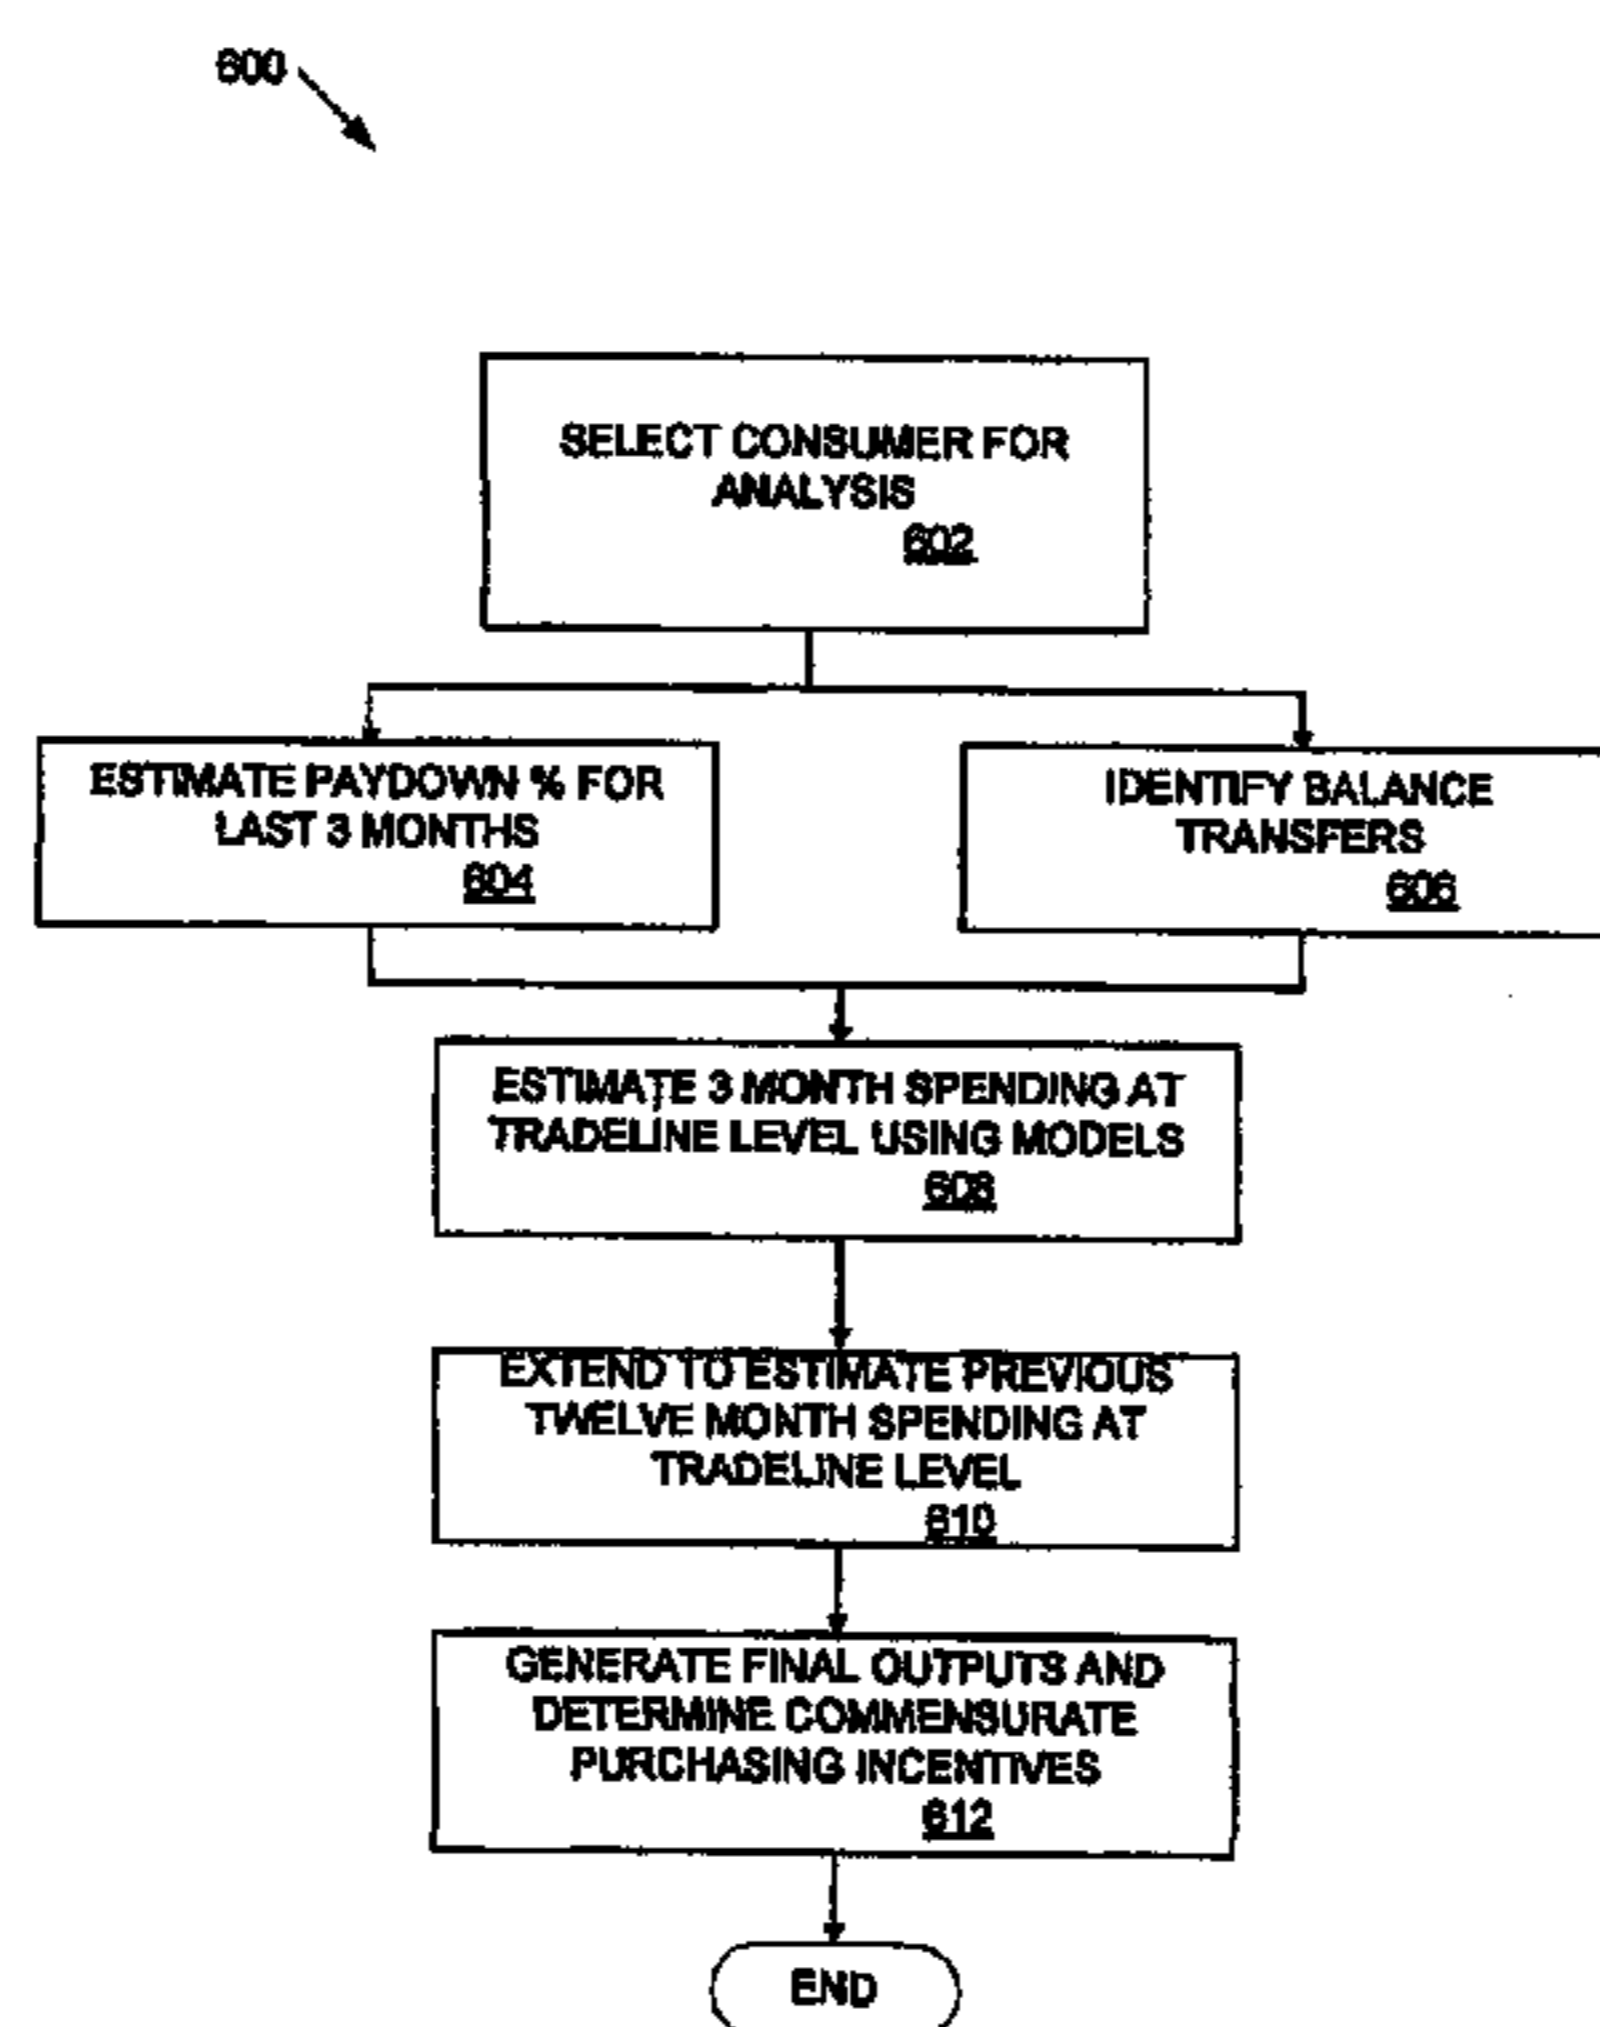 600
SELECT CONSUMER FOR
ANALYSIS
602
ESTIMATE PAYDOWN % FOR
LAST 3 MONTHS
604
IDENTIFY BALANCE
TRANSFERS
606
ESTIMATE 3 MONTH SPENDING AT
TRADELINE LEVEL USING MODELS
608
EXTEND TO ESTIMATE PREVIOUS
TWELVE MONTH SPENDING AT
TRADELINE LEVEL
610
GENERATE FINAL OUTPUTS AND
DETERMINE COMMENSURATE
PURCHASING INCENTIVES
612
END